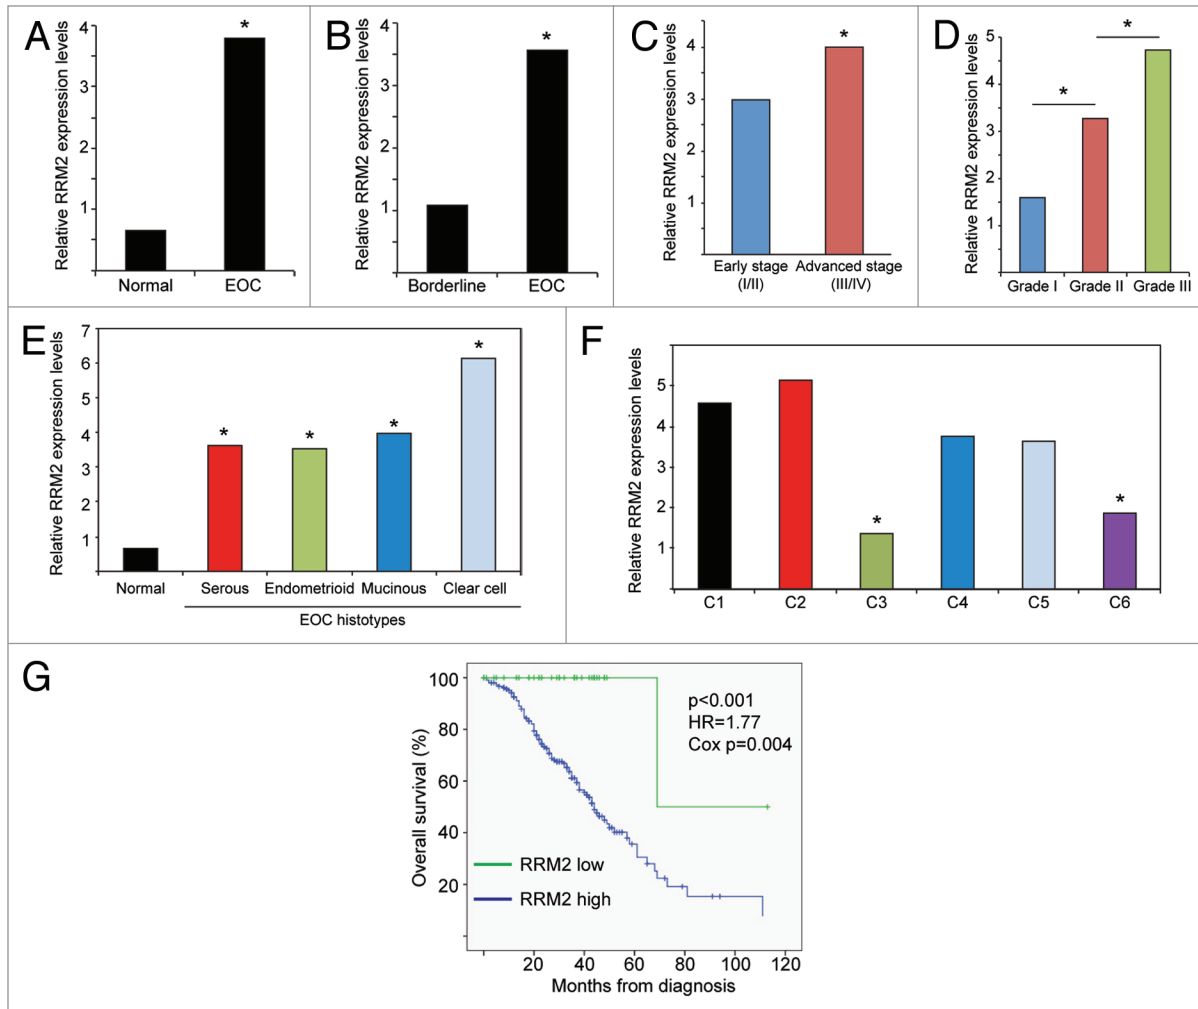 A
Relative RRM2 expression levels
4
3
2
1
*
Normal
EOC
B
Relative RRM2 expression levels
4
3
2
1
*
Borderline
EOC
C
Relative RRM2 expression levels
4
3
2
1
*
Early stage
(I/II)
Advanced stage
(III/IV)
D
Relative RRM2 expression levels
5
4
3
2
1
*
*
Grade I
Grade II
Grade III
E
Relative RRM2 expression levels
7
6
5
4
3
2
1
*
*
*
*
Normal
Serous
Endometrioid
Mucinous
Clear cell
EOC histotypes
F
Relative RRM2 expression levels
5
4
3
2
1
*
*
C1
C2
C3
C4
C5
C6
G
Overall survival (%)
100
80
60
40
20
p<0.001
HR=1.77
Cox p=0.004
RRM2 low
RRM2 high
20
40
60
80
100
120
Months from diagnosis